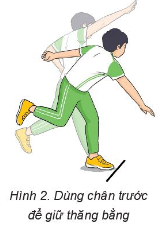 Hình 2. Dùng chân trước
để giữ thăng bằng